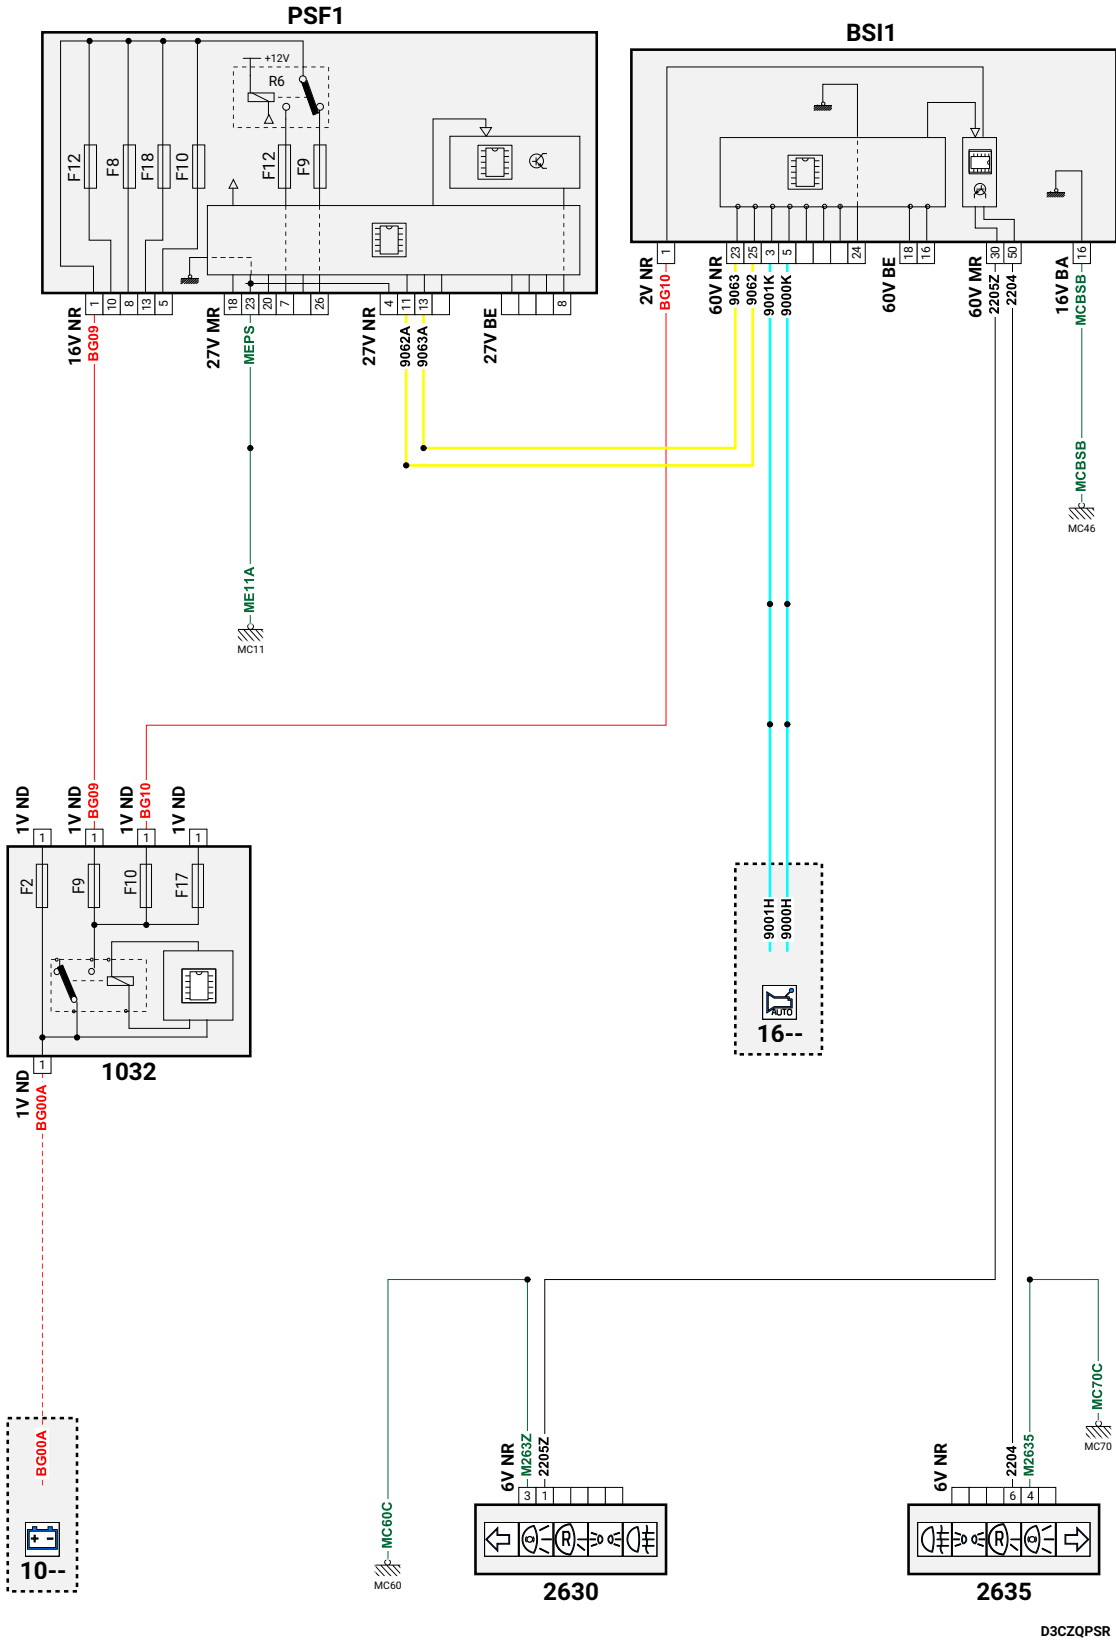 PSF1
BSI1
+12V
R6
F12
F8
F18
F10
F12
F9
1
10
8
13
5
18
23
20
7
26
4
11
13
8
16V NR
BG09
27V MR
MEPS
27V NR
9062A
9063A
27V BE
1
23
25
3
5
24
18
16
30
50
16
2V NR
BG10
60V NR
9063
9062
9001K
9000K
60V BE
60V MR
2205Z
2204
16V BA
MCBSB
MCBSB
MC46
ME11A
MC11
1V ND
1V ND
BG09
1V ND
BG10
1V ND
1
1
1
1
F2
F9
F10
F17
1
1032
1V ND
BG00A
9001H
9000H
AUTO
16--
BG00A
+ -
10--
MC60C
MC60
6V NR
M263Z
2205Z
3
1
R
2630
6V NR
2204
M2635
6
4
R
2635
MC70C
MC70
D3CZQPSR